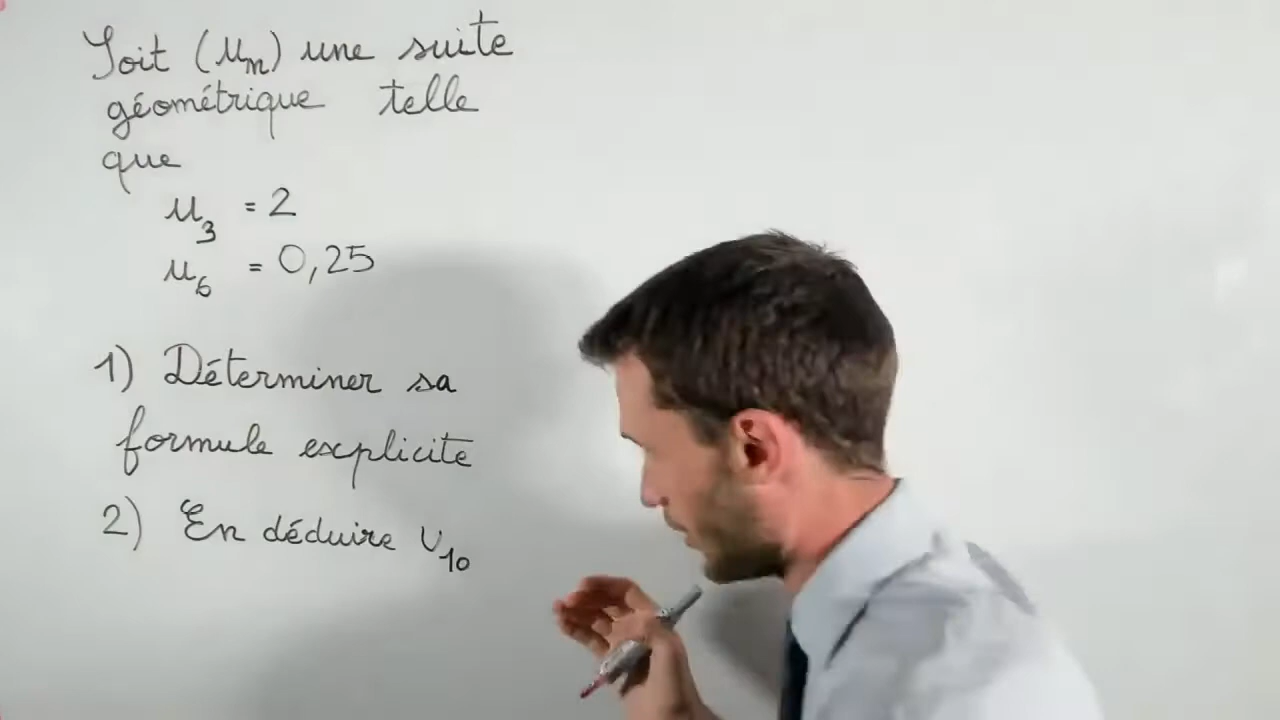 Soit (un) une suite
géométrique telle
que
u3 = 2
u6 = 0,25
1) Déterminer sa
formule explicite
2) En déduire u10